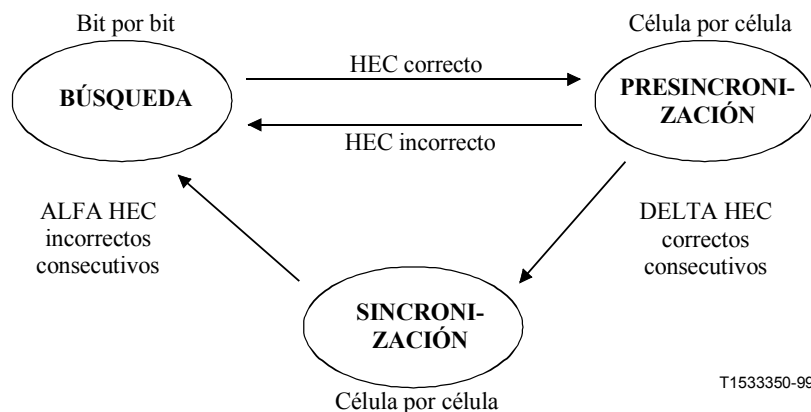 Bit por bit
BÚSQUEDA
HEC correcto
HEC incorrecto
Célula por célula
PRESINCRONI-
ZACIÓN
ALFA HEC
incorrectos
consecutivos
DELTA HEC
correctos
consecutivos
SINCRONI-
ZACIÓN
Célula por célula
T1533350-99